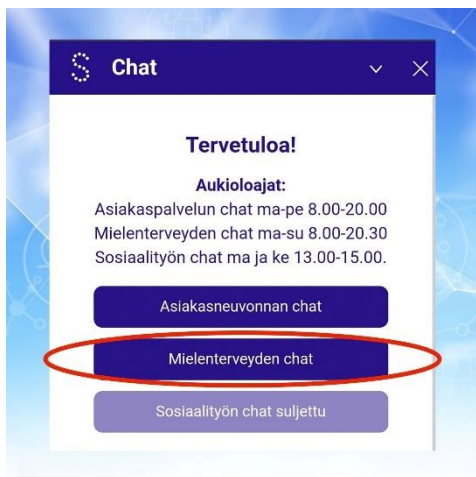 Chat
Tervetuloa!
Aukioloajat:
Asiakaspalvelun chat ma-pe 8.00-20.00
Mielenterveyden chat ma-su 8.00-20.30
Sosiaalityön chat ma ja ke 13.00-15.00.
Asiakasneuvonnan chat
Mielenterveyden chat
Sosiaalityön chat suljettu